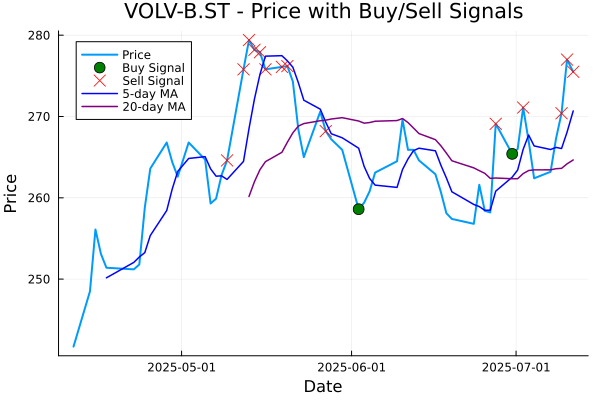 VOLV-B.ST - Price with Buy/Sell Signals
280
270
260
250
Price
Price
Buy Signal
Sell Signal
5-day MA
20-day MA
2025-05-01
2025-06-01
2025-07-01
Date